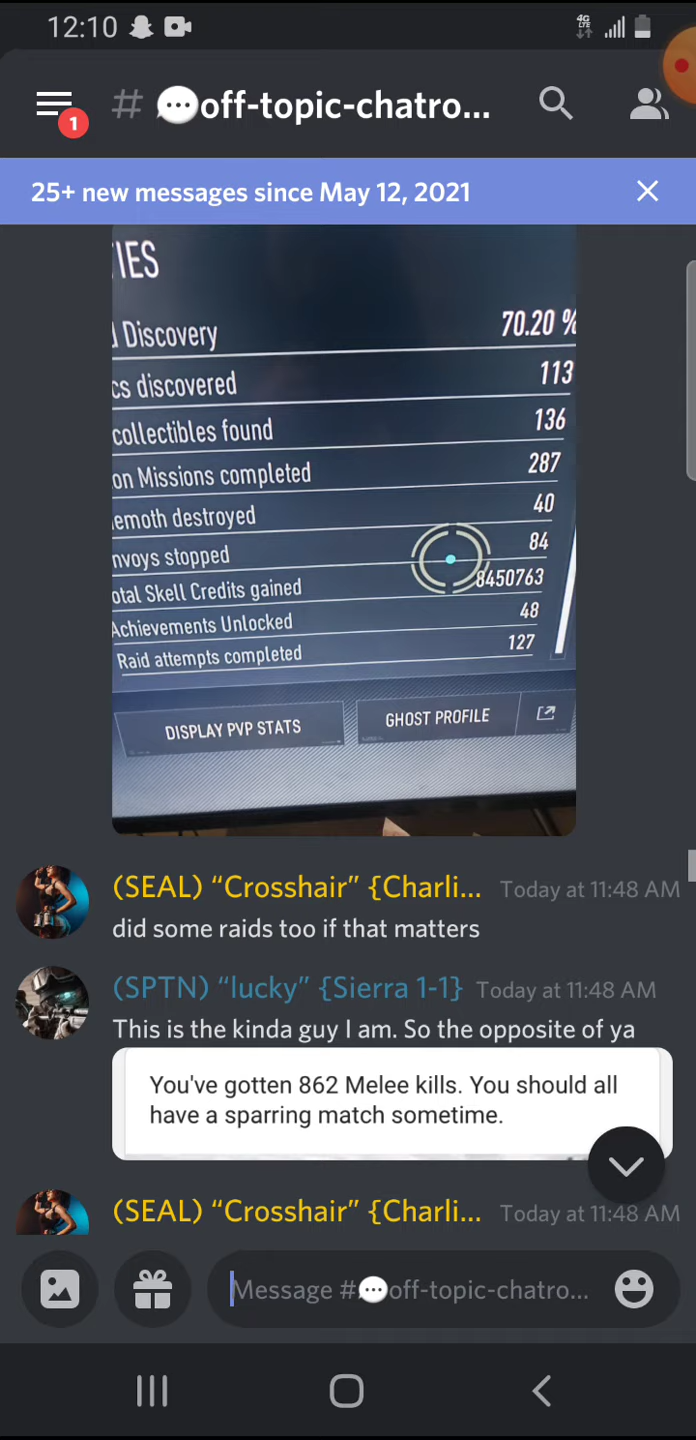 12:10
4G
LTE
# 💬off-topic-chatro...
1
25+ new messages since May 12, 2021
IES
Discovery 70.20 %
cs discovered 113
collectibles found 136
on Missions completed 287
emoth destroyed 40
nvoys stopped 84
otal Skell Credits gained 8450763
Achievements Unlocked 48
Raid attempts completed 127
DISPLAY PVP STATS GHOST PROFILE
(SEAL) “Crosshair” {Charli... Today at 11:48 AM
did some raids too if that matters
(SPTN) “lucky” {Sierra 1-1} Today at 11:48 AM
This is the kinda guy I am. So the opposite of ya
You've gotten 862 Melee kills. You should all
have a sparring match sometime.
(SEAL) “Crosshair” {Charli... Today at 11:48 AM
Message #💬off-topic-chatro...